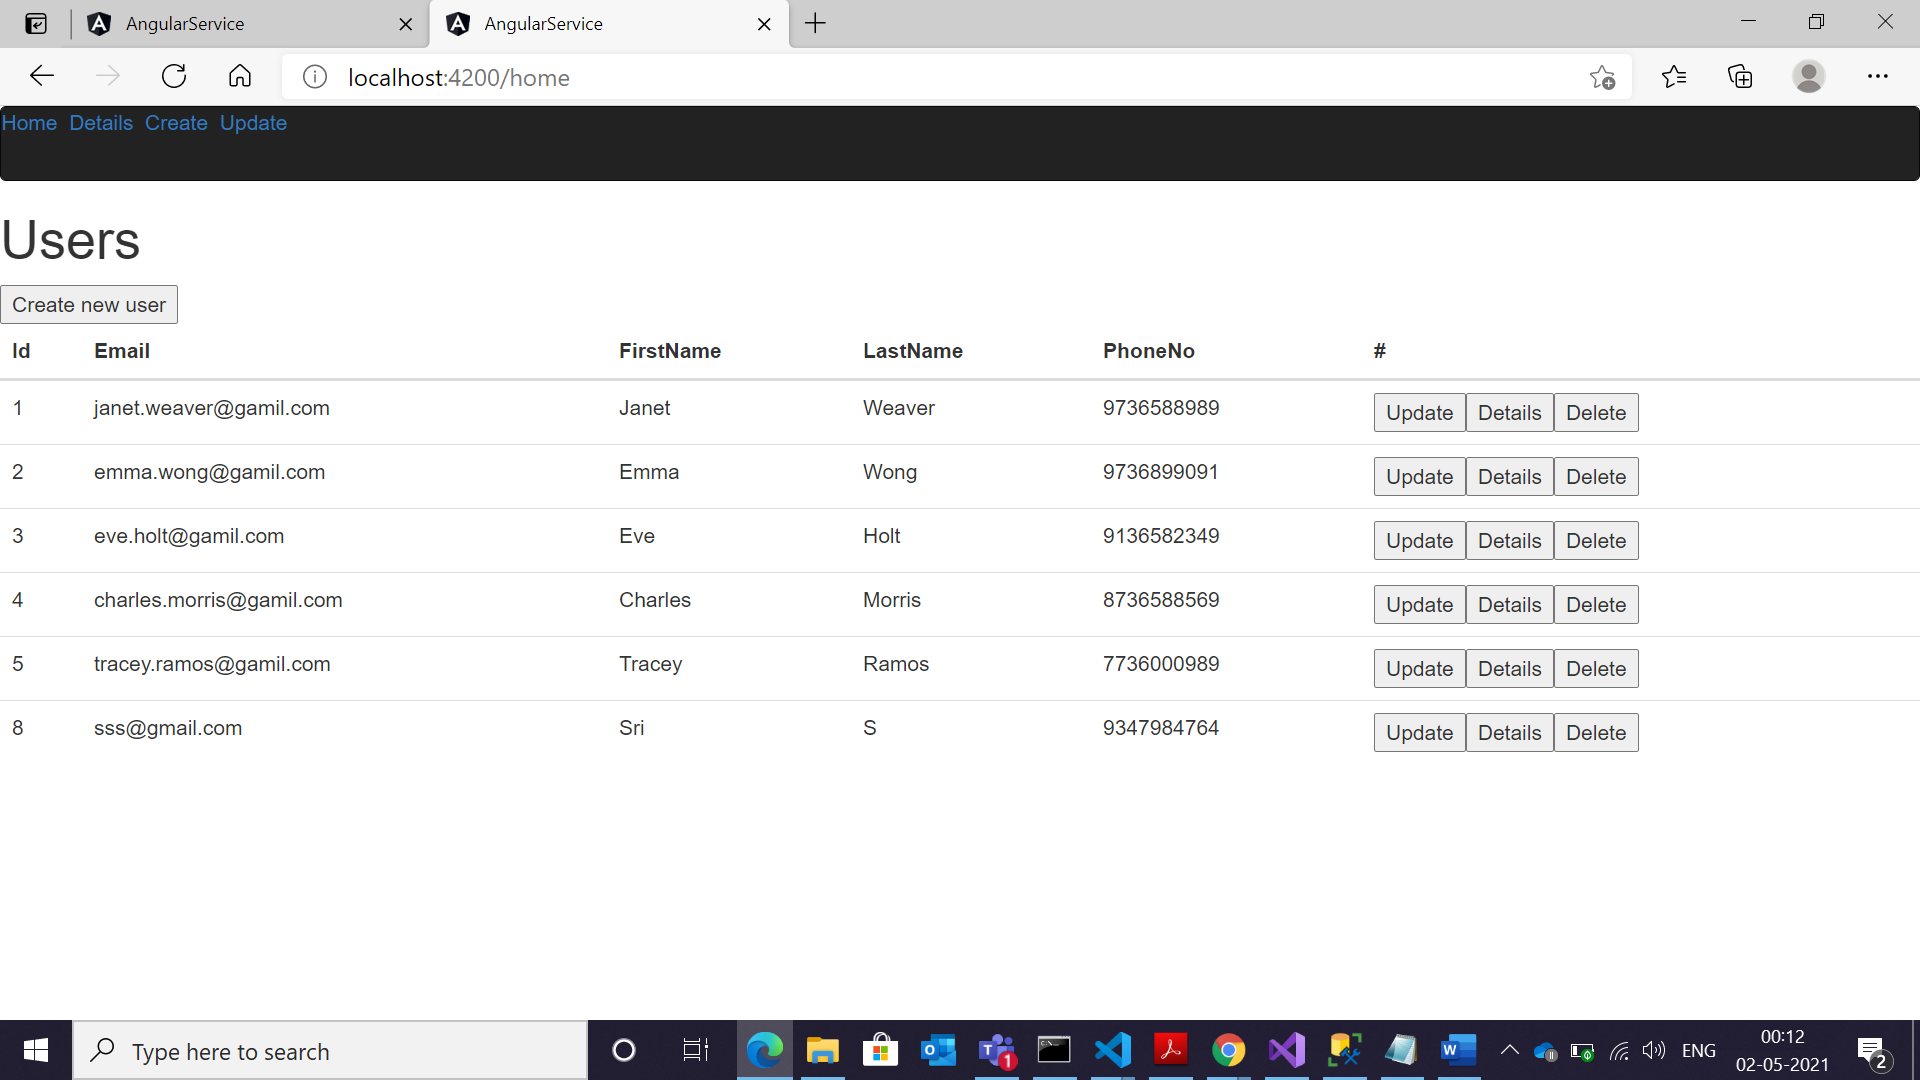 AngularService
AngularService
localhost:4200/home
Home Details Create Update
Users
Create new user
Id Email FirstName LastName PhoneNo #
1 janet.weaver@gamil.com Janet Weaver 9736588989 Update Details Delete
2 emma.wong@gamil.com Emma Wong 9736899091 Update Details Delete
3 eve.holt@gamil.com Eve Holt 9136582349 Update Details Delete
4 charles.morris@gamil.com Charles Morris 8736588569 Update Details Delete
5 tracey.ramos@gamil.com Tracey Ramos 7736000989 Update Details Delete
8 sss@gmail.com Sri S 9347984764 Update Details Delete
Type here to search
1
ENG
00:12
02-05-2021
2